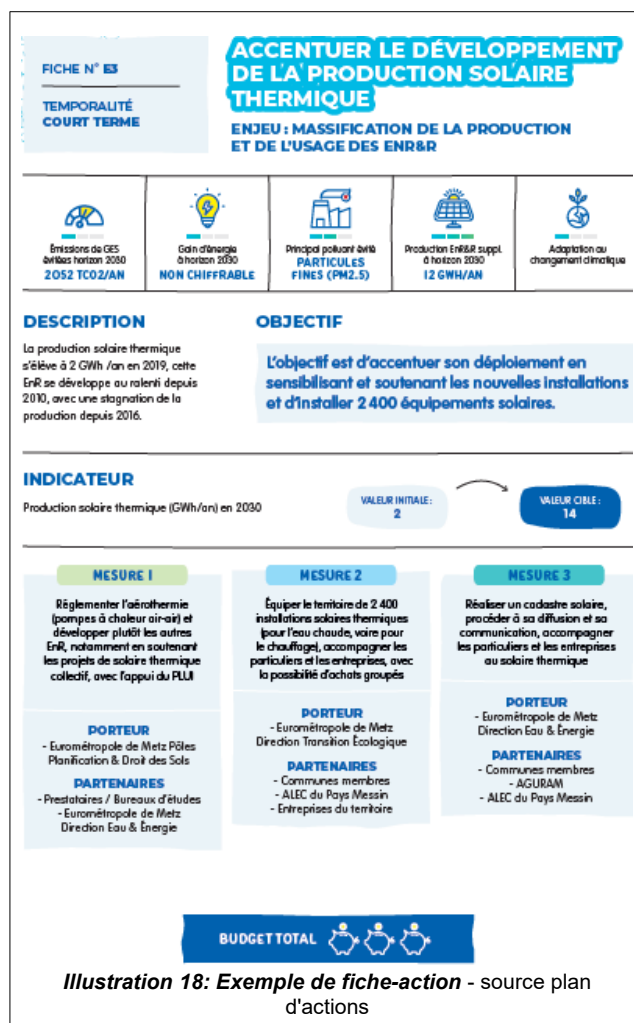 FICHE N° E3
TEMPORALITÉ
COURT TERME
ACCENTUER LE DÉVELOPPEMENT
DE LA PRODUCTION SOLAIRE
THERMIQUE
ENJEU : MASSIFICATION DE LA PRODUCTION
ET DE L'USAGE DES ENR&R
Émissions de GES
évitées horizon 2030
2052 TCO2/AN
Gain d'énergie
à horizon 2030
NON CHIFFRABLE
Principal polluant évité
PARTICULES
FINES (PM2.5)
Production EnR&R suppl.
à horizon 2030
12 GWH/AN
Adaptation au
changement climatique
DESCRIPTION
La production solaire thermique
s'élève à 2 GWh /an en 2019, cette
EnR se développe au ralenti depuis
2010, avec une stagnation de la
production depuis 2016.
OBJECTIF
L'objectif est d'accentuer son déploiement en
sensibilisant et soutenant les nouvelles installations
et d'installer 2 400 équipements solaires.
INDICATEUR
Production solaire thermique (GWh/an) en 2030
VALEUR INITIALE :
2
VALEUR CIBLE :
14
MESURE 1
Réglementer l'aérothermie
(pompes à chaleur air-air) et
développer plutôt les autres
EnR, notamment en soutenant
les projets de solaire thermique
collectif, avec l'appui du PLUi
PORTEUR
- Eurométropole de Metz Pôles
Planification & Droit des Sols
PARTENAIRES
- Prestataires / Bureaux d'études
- Eurométropole de Metz
Direction Eau & Énergie
MESURE 2
Équiper le territoire de 2 400
installations solaires thermiques
(pour l'eau chaude, voire pour
le chauffage), accompagner les
particuliers et les entreprises, avec
la possibilité d'achats groupés
PORTEUR
- Eurométropole de Metz
Direction Transition Écologique
PARTENAIRES
- Communes membres
- ALEC du Pays Messin
- Entreprises du territoire
MESURE 3
Réaliser un cadastre solaire,
procéder à sa diffusion et sa
communication, accompagner
les particuliers et les entreprises
au solaire thermique
PORTEUR
- Eurométropole de Metz
Direction Eau & Énergie
PARTENAIRES
- Communes membres
- AGURAM
- ALEC du Pays Messin
BUDGET TOTAL
Illustration 18: Exemple de fiche-action - source plan
d'actions